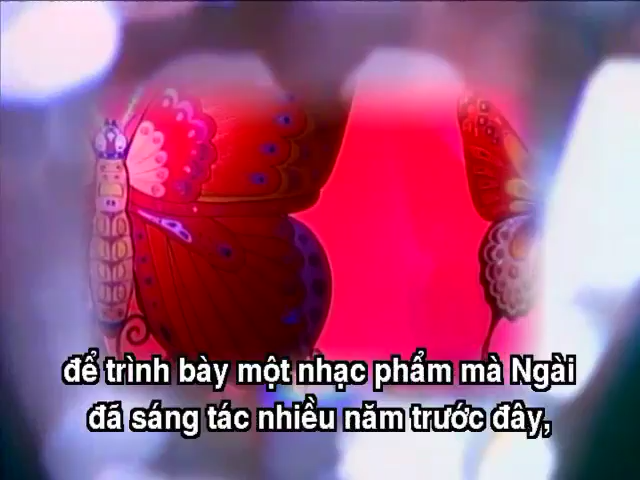 để trình bày một nhạc phẩm mà Ngài
đã sáng tác nhiều năm trước đây,